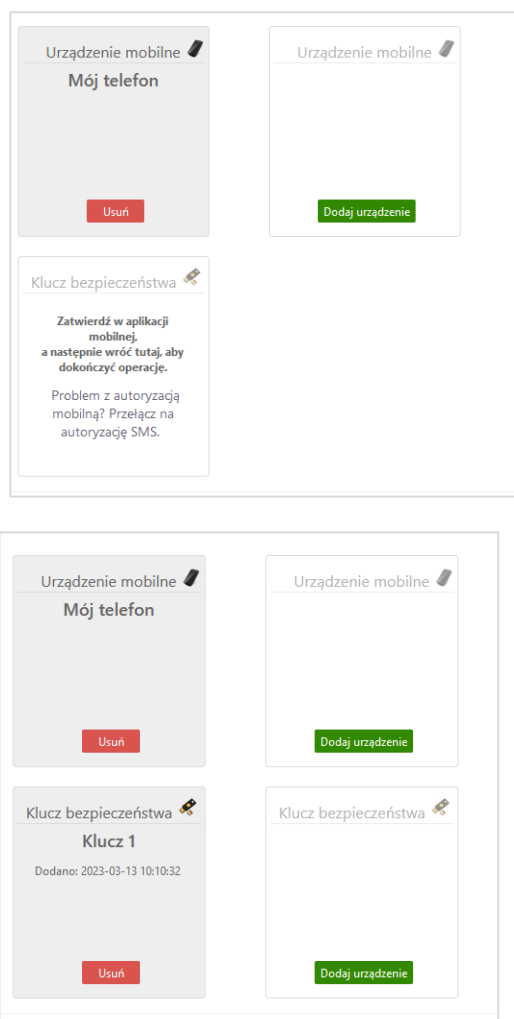 Urządzenie mobilne
Mój telefon
Usuń
Urządzenie mobilne
Dodaj urządzenie
Klucz bezpieczeństwa
Zatwierdź w aplikacji
mobilnej,
a następnie wróć tutaj, aby
dokończyć operację.
Problem z autoryzacją
mobilną? Przełącz na
autoryzację SMS.
Urządzenie mobilne
Mój telefon
Usuń
Urządzenie mobilne
Dodaj urządzenie
Klucz bezpieczeństwa
Klucz 1
Dodano: 2023-03-13 10:10:32
Usuń
Klucz bezpieczeństwa
Dodaj urządzenie